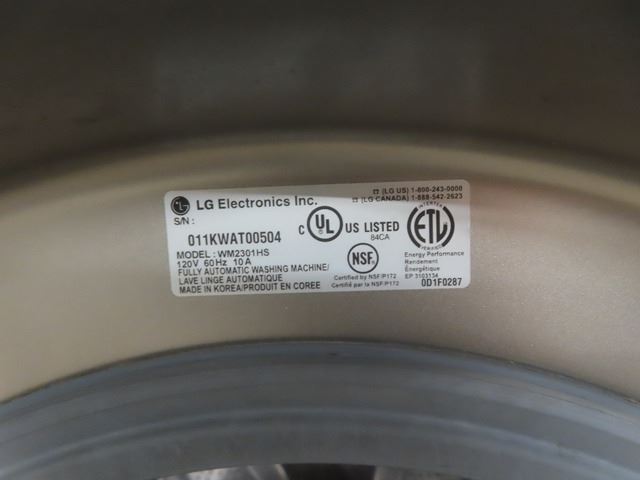 LG Electronics Inc.
☎ (LG US) 1-800-243-0000
☎ (LG CANADA) 1-888-542-2623
S/N :
011KWAT00504
MODEL : WM2301HS
120V 60Hz 10A
FULLY AUTOMATIC WASHING MACHINE/
LAVE LINGE AUTOMATIQUE
MADE IN KOREA/PRODUIT EN COREE
C UL US LISTED
84CA
NSF
Certified by NSF/P172
Certifié par la NSF/P172
ETL
Energy Performance
Rendement
Énergétique
EP 3103134
0D1F0287